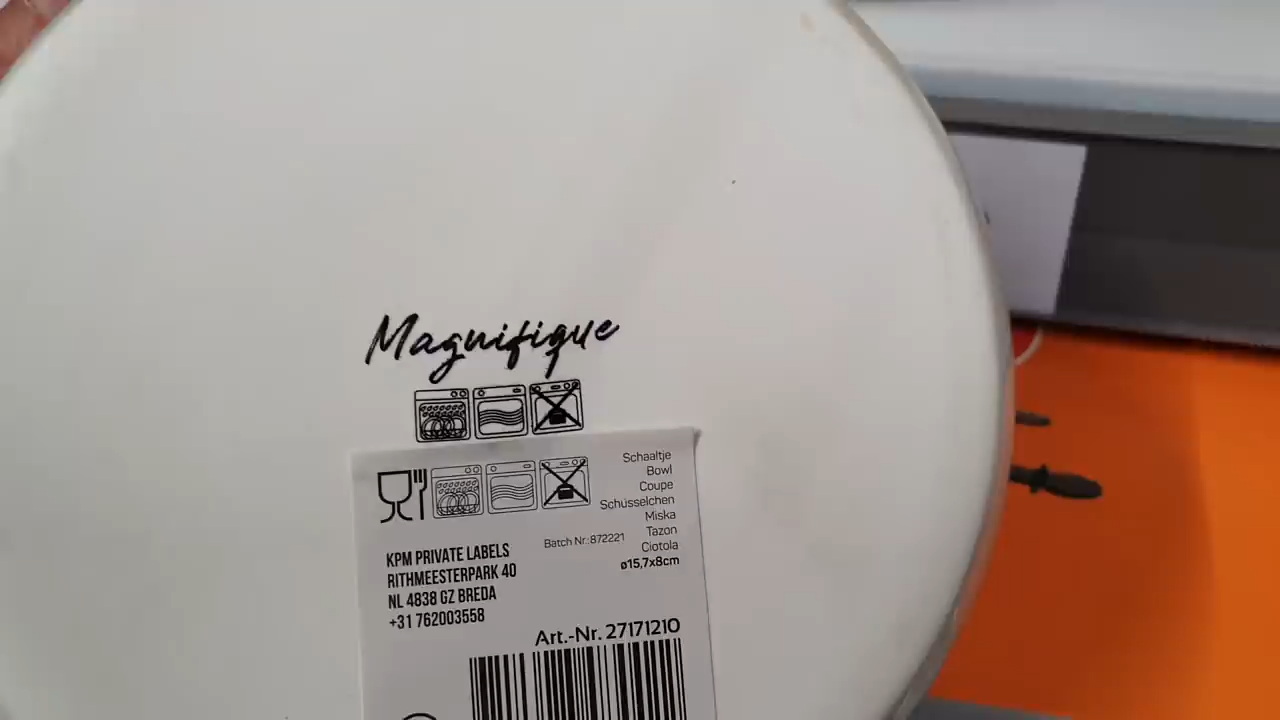 Magnifique
Schaaltje
Bowl
Coupe
Schüsselchen
Miska
Tazon
Ciotola
ø15,7x8cm
Batch Nr.:872221
KPM PRIVATE LABELS
RITHMEESTERPARK 40
NL 4838 GZ BREDA
+31 762003558
Art.-Nr. 27171210